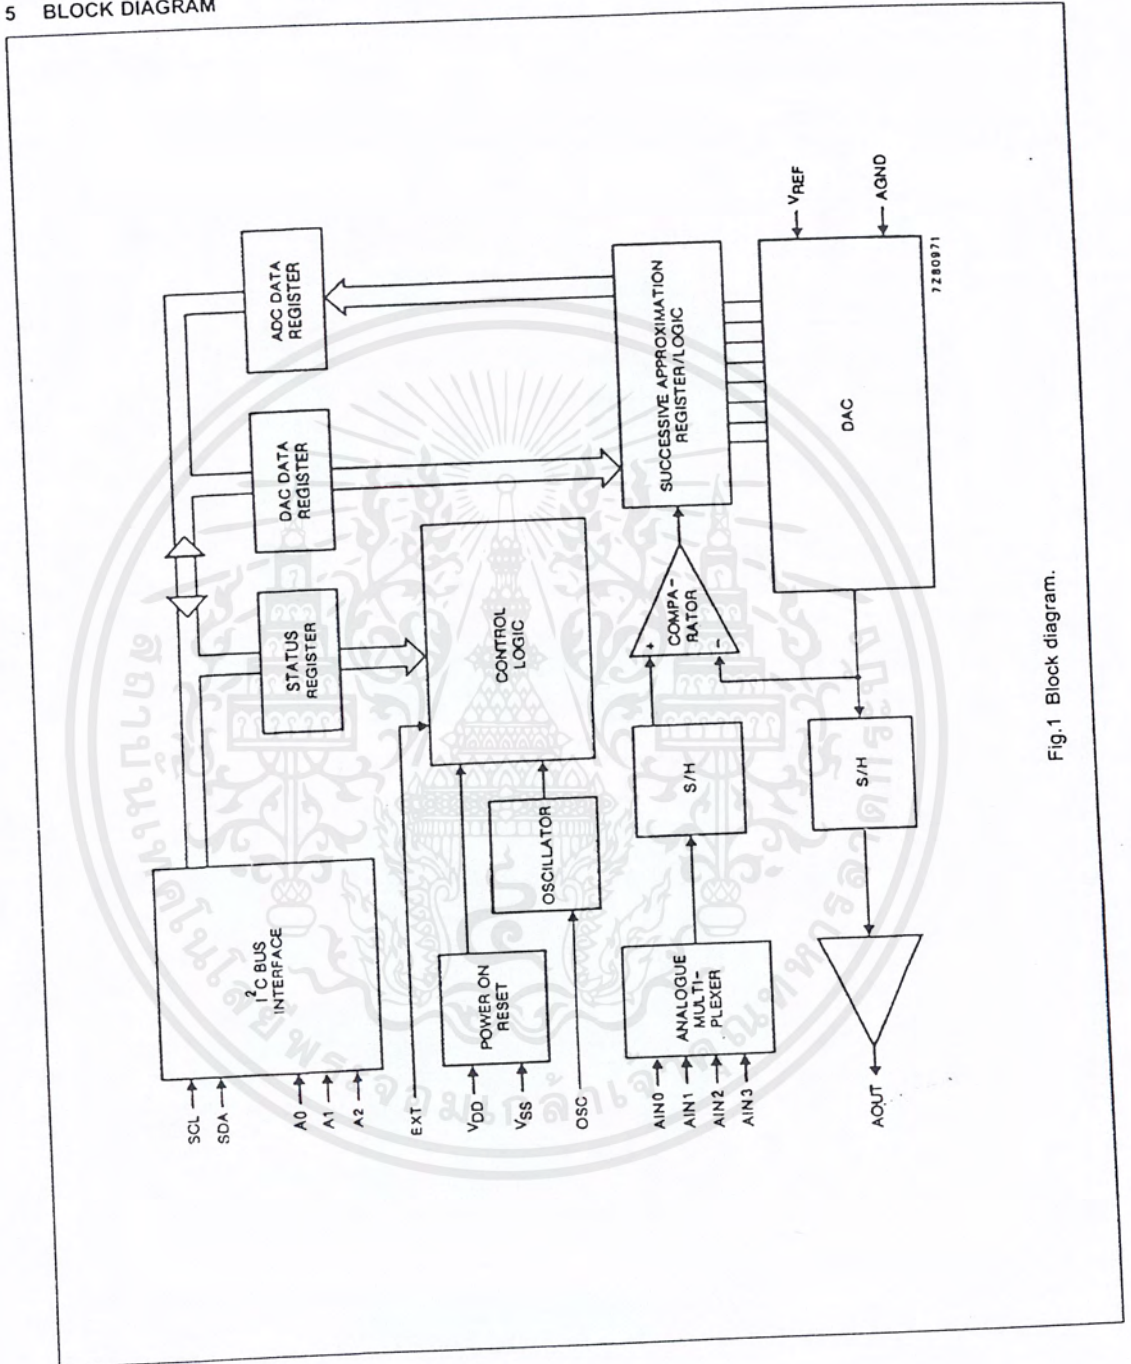 5 BLOCK DIAGRAM
I²C BUS
INTERFACE
SCL
SDA
A0
A1
A2
EXT
STATUS
REGISTER
DAC DATA
REGISTER
ADC DATA
REGISTER
POWER ON
RESET
VDD
VSS
OSC
OSCILLATOR
CONTROL
LOGIC
ANALOGUE
MULTI-
PLEXER
AIN0
AIN1
AIN2
AIN3
S/H
+
COMPA-
RATOR
-
SUCCESSIVE APPROXIMATION
REGISTER/LOGIC
DAC
VREF
AGND
S/H
AOUT
7Z80971
Fig.1 Block diagram.